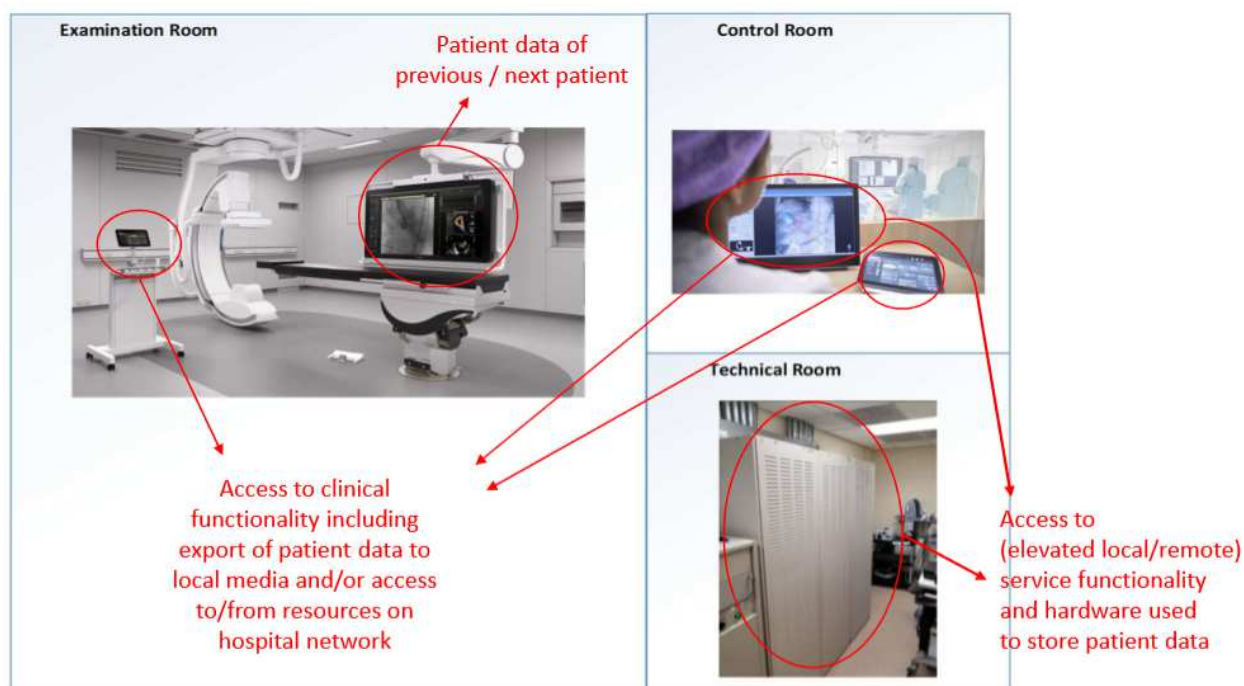 Examination Room
Patient data of
previous / next patient
Control Room
Technical Room
Access to clinical
functionality including
export of patient data to
local media and/or access
to/from resources on
hospital network
Access to
(elevated local/remote)
service functionality
and hardware used
to store patient data